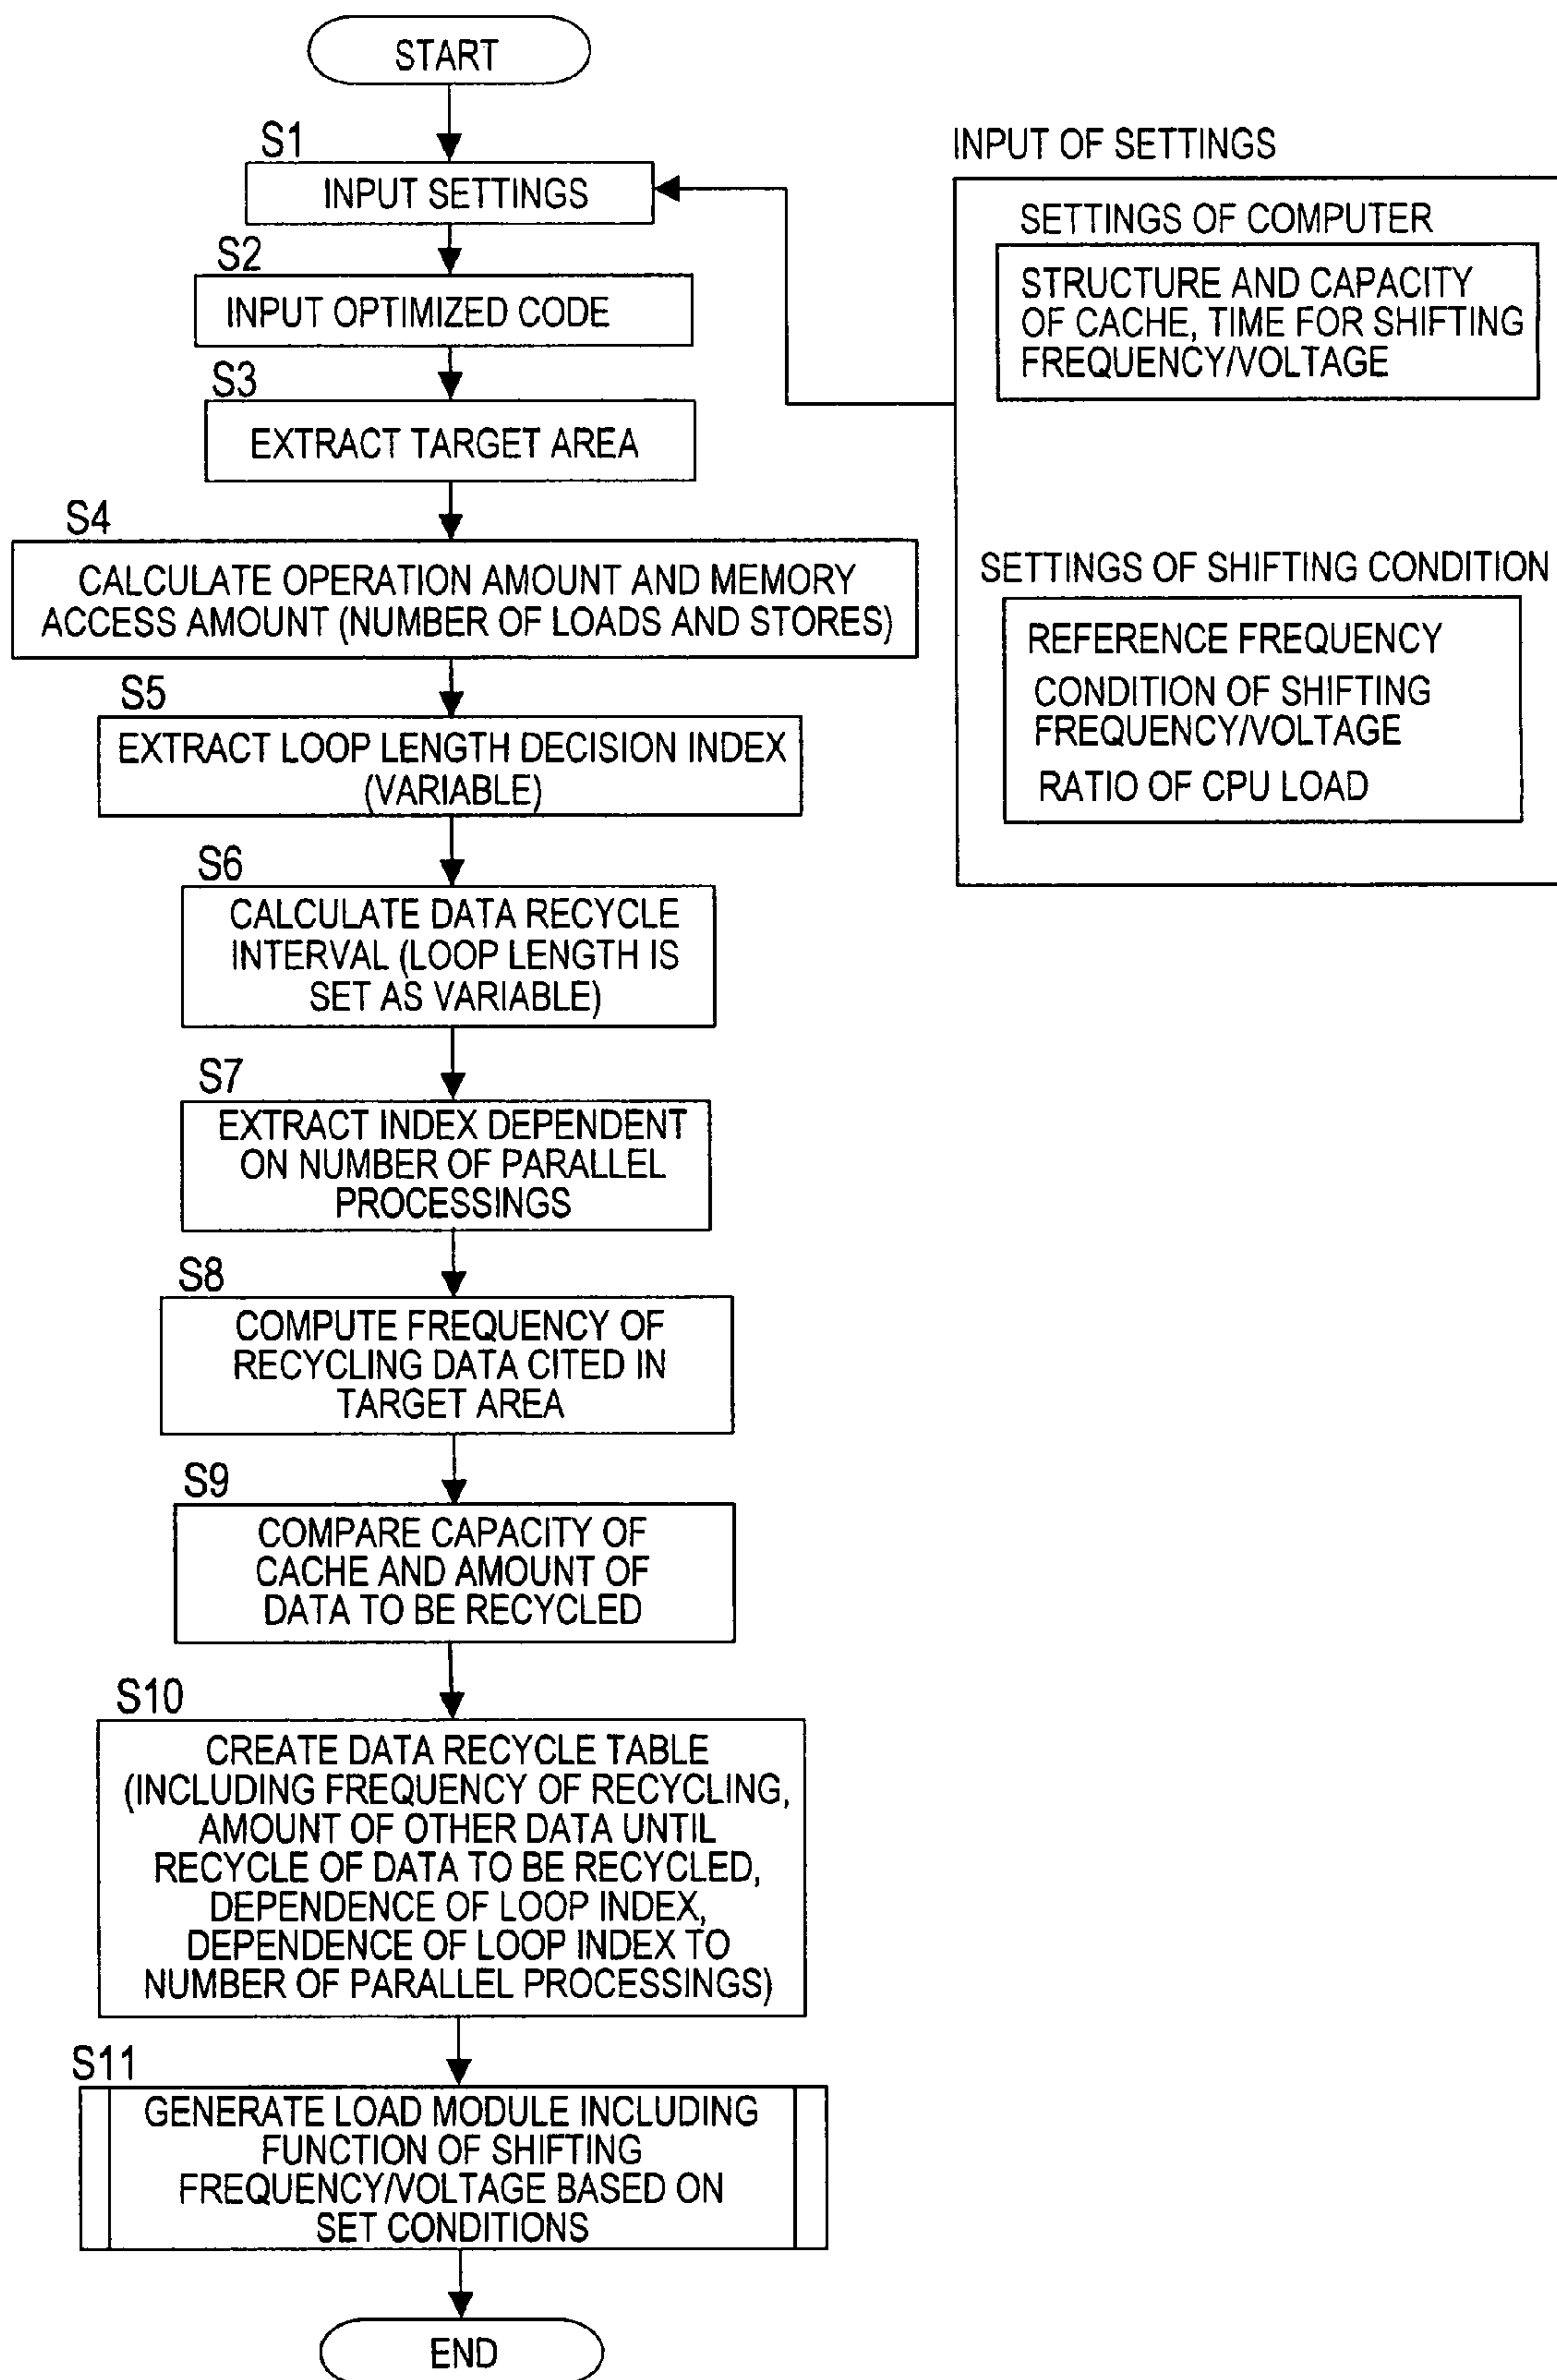 START
S1
INPUT SETTINGS
S2
INPUT OPTIMIZED CODE
S3
EXTRACT TARGET AREA
S4
CALCULATE OPERATION AMOUNT AND MEMORY
ACCESS AMOUNT (NUMBER OF LOADS AND STORES)
S5
EXTRACT LOOP LENGTH DECISION INDEX
(VARIABLE)
S6
CALCULATE DATA RECYCLE
INTERVAL (LOOP LENGTH IS
SET AS VARIABLE)
S7
EXTRACT INDEX DEPENDENT
ON NUMBER OF PARALLEL
PROCESSINGS
S8
COMPUTE FREQUENCY OF
RECYCLING DATA CITED IN
TARGET AREA
S9
COMPARE CAPACITY OF
CACHE AND AMOUNT OF
DATA TO BE RECYCLED
S10
CREATE DATA RECYCLE TABLE
(INCLUDING FREQUENCY OF RECYCLING,
AMOUNT OF OTHER DATA UNTIL
RECYCLE OF DATA TO BE RECYCLED,
DEPENDENCE OF LOOP INDEX,
DEPENDENCE OF LOOP INDEX TO
NUMBER OF PARALLEL PROCESSINGS)
S11
GENERATE LOAD MODULE INCLUDING
FUNCTION OF SHIFTING
FREQUENCY/VOLTAGE BASED ON
SET CONDITIONS
END
INPUT OF SETTINGS
SETTINGS OF COMPUTER
STRUCTURE AND CAPACITY
OF CACHE, TIME FOR SHIFTING
FREQUENCY/VOLTAGE
SETTINGS OF SHIFTING CONDITION
REFERENCE FREQUENCY
CONDITION OF SHIFTING
FREQUENCY/VOLTAGE
RATIO OF CPU LOAD